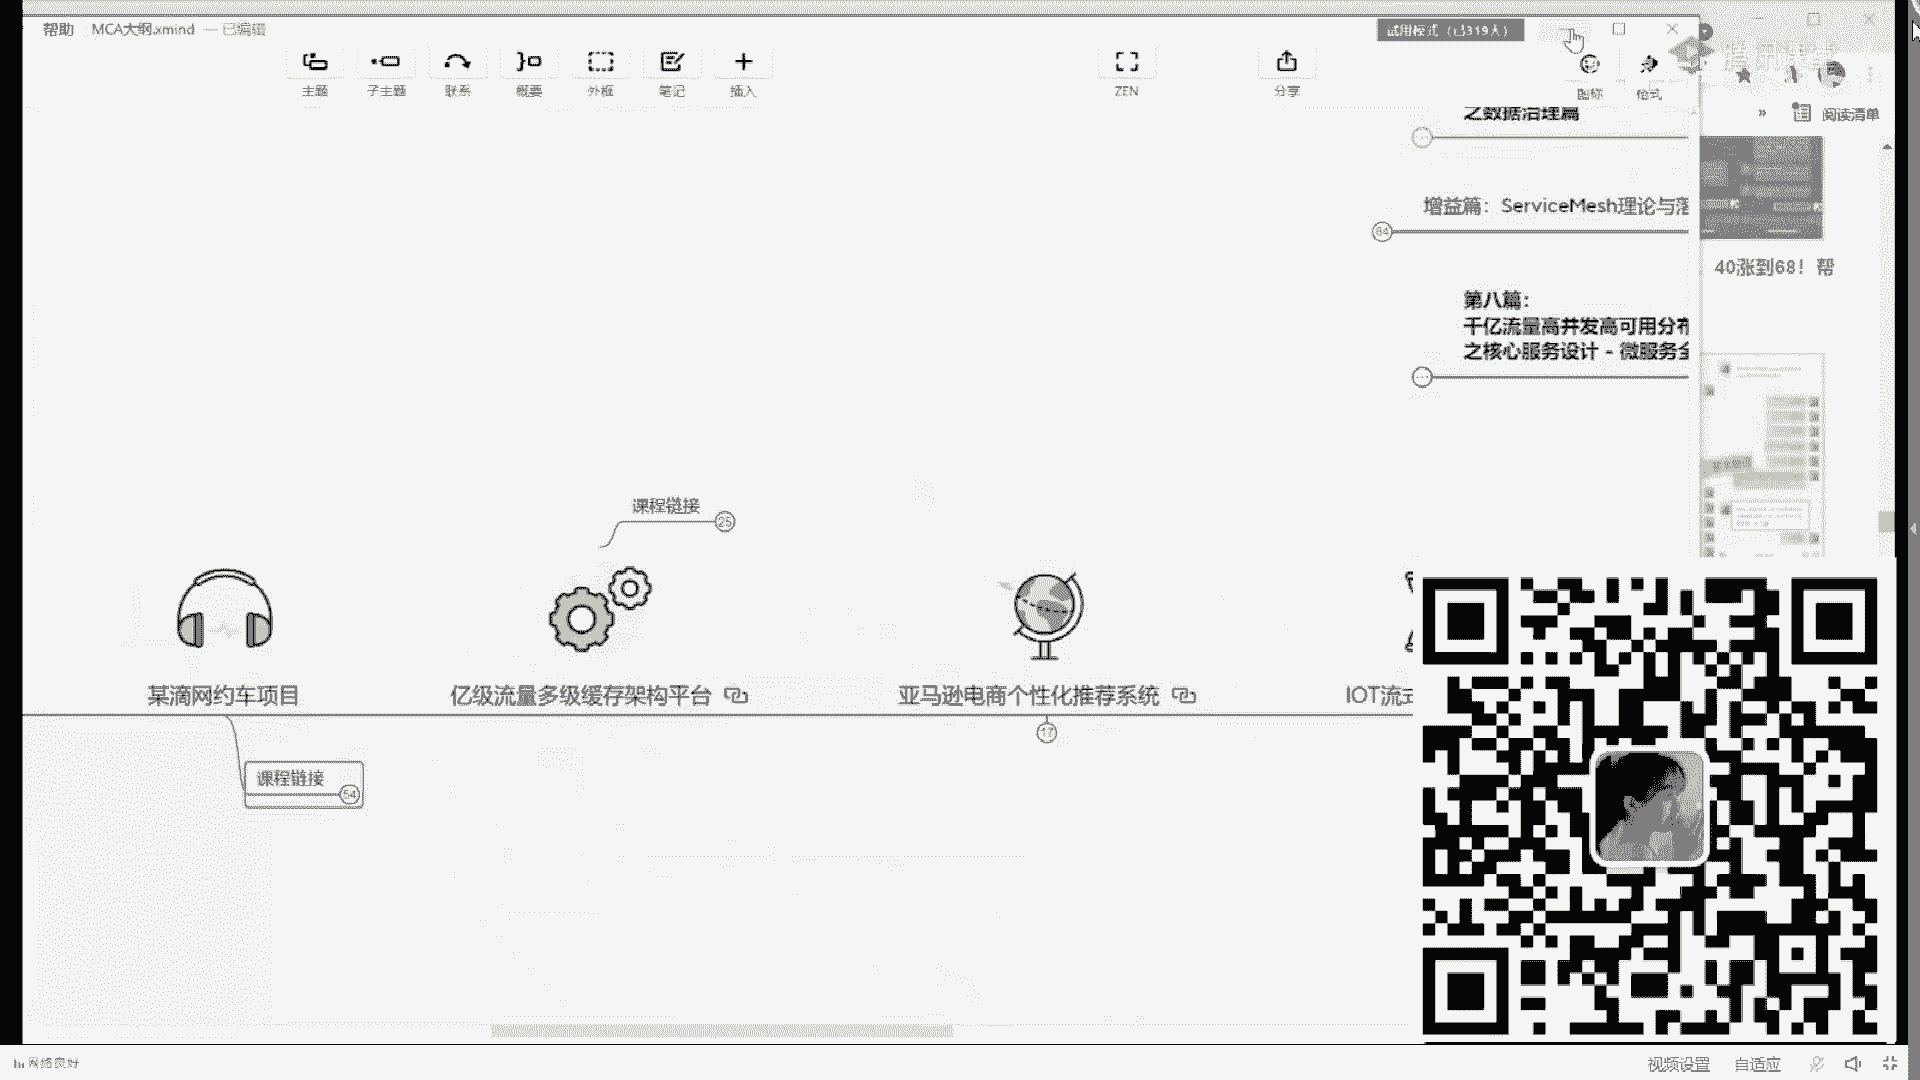 帮助 MCA大纲.xmind — 已编辑
试用模式（已319人）
腾讯课堂
主题
子主题
联系
概要
外框
笔记
插入
ZEN
分享
图标
格式
» 阅读清单
之数据治理篇
增益篇：ServiceMesh理论与落
84
40涨到68！帮
第八篇：
千亿流量高并发高可用分布
之核心服务设计 - 微服务全
课程链接
25
某滴网约车项目
亿级流量多级缓存架构平台
亚马逊电商个性化推荐系统
IOT流式
17
课程链接
54
网络良好
视频设置
自适应